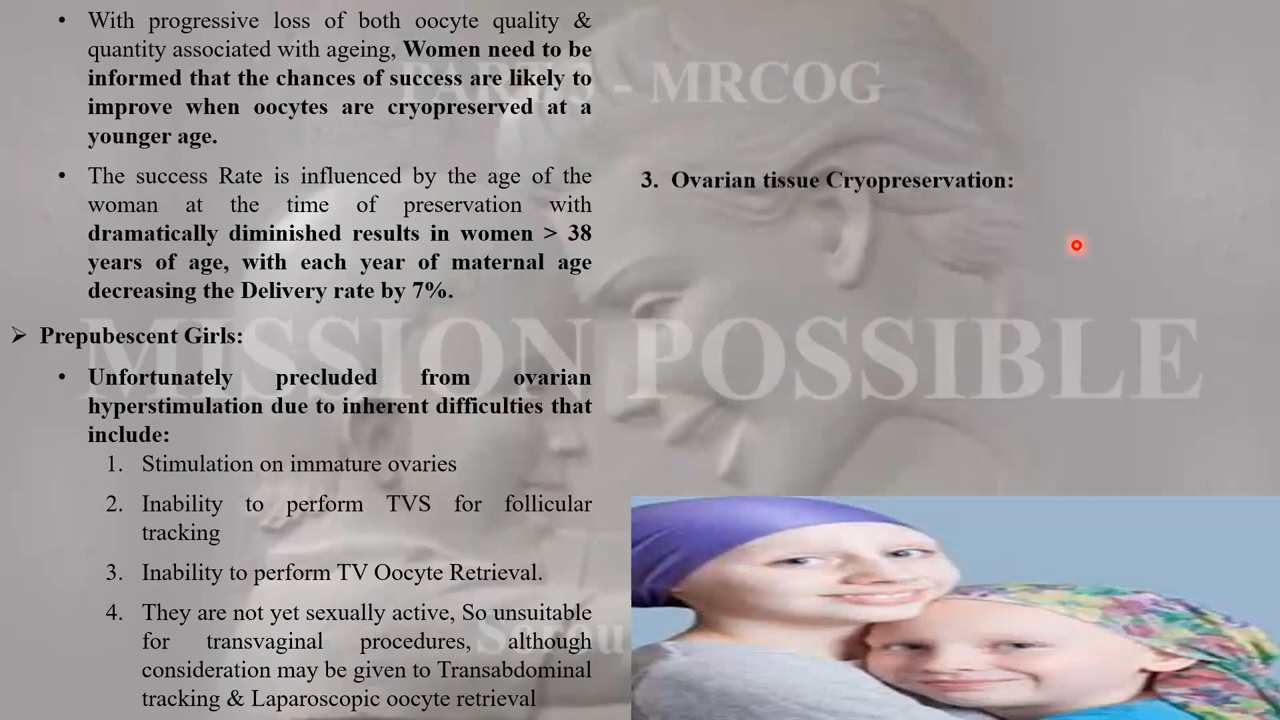 • With progressive loss of both oocyte quality &
quantity associated with ageing, Women need to be
informed that the chances of success are likely to
improve when oocytes are cryopreserved at a
younger age.
• The success Rate is influenced by the age of the
woman at the time of preservation with
dramatically diminished results in women > 38
years of age, with each year of maternal age
decreasing the Delivery rate by 7%.
➢ Prepubescent Girls:
• Unfortunately precluded from ovarian
hyperstimulation due to inherent difficulties that
include:
1. Stimulation on immature ovaries
2. Inability to perform TVS for follicular
tracking
3. Inability to perform TV Oocyte Retrieval.
4. They are not yet sexually active, So unsuitable
for transvaginal procedures, although
consideration may be given to Transabdominal
tracking & Laparoscopic oocyte retrieval
3. Ovarian tissue Cryopreservation:
- MRCOG
MISSION POSSIBLE